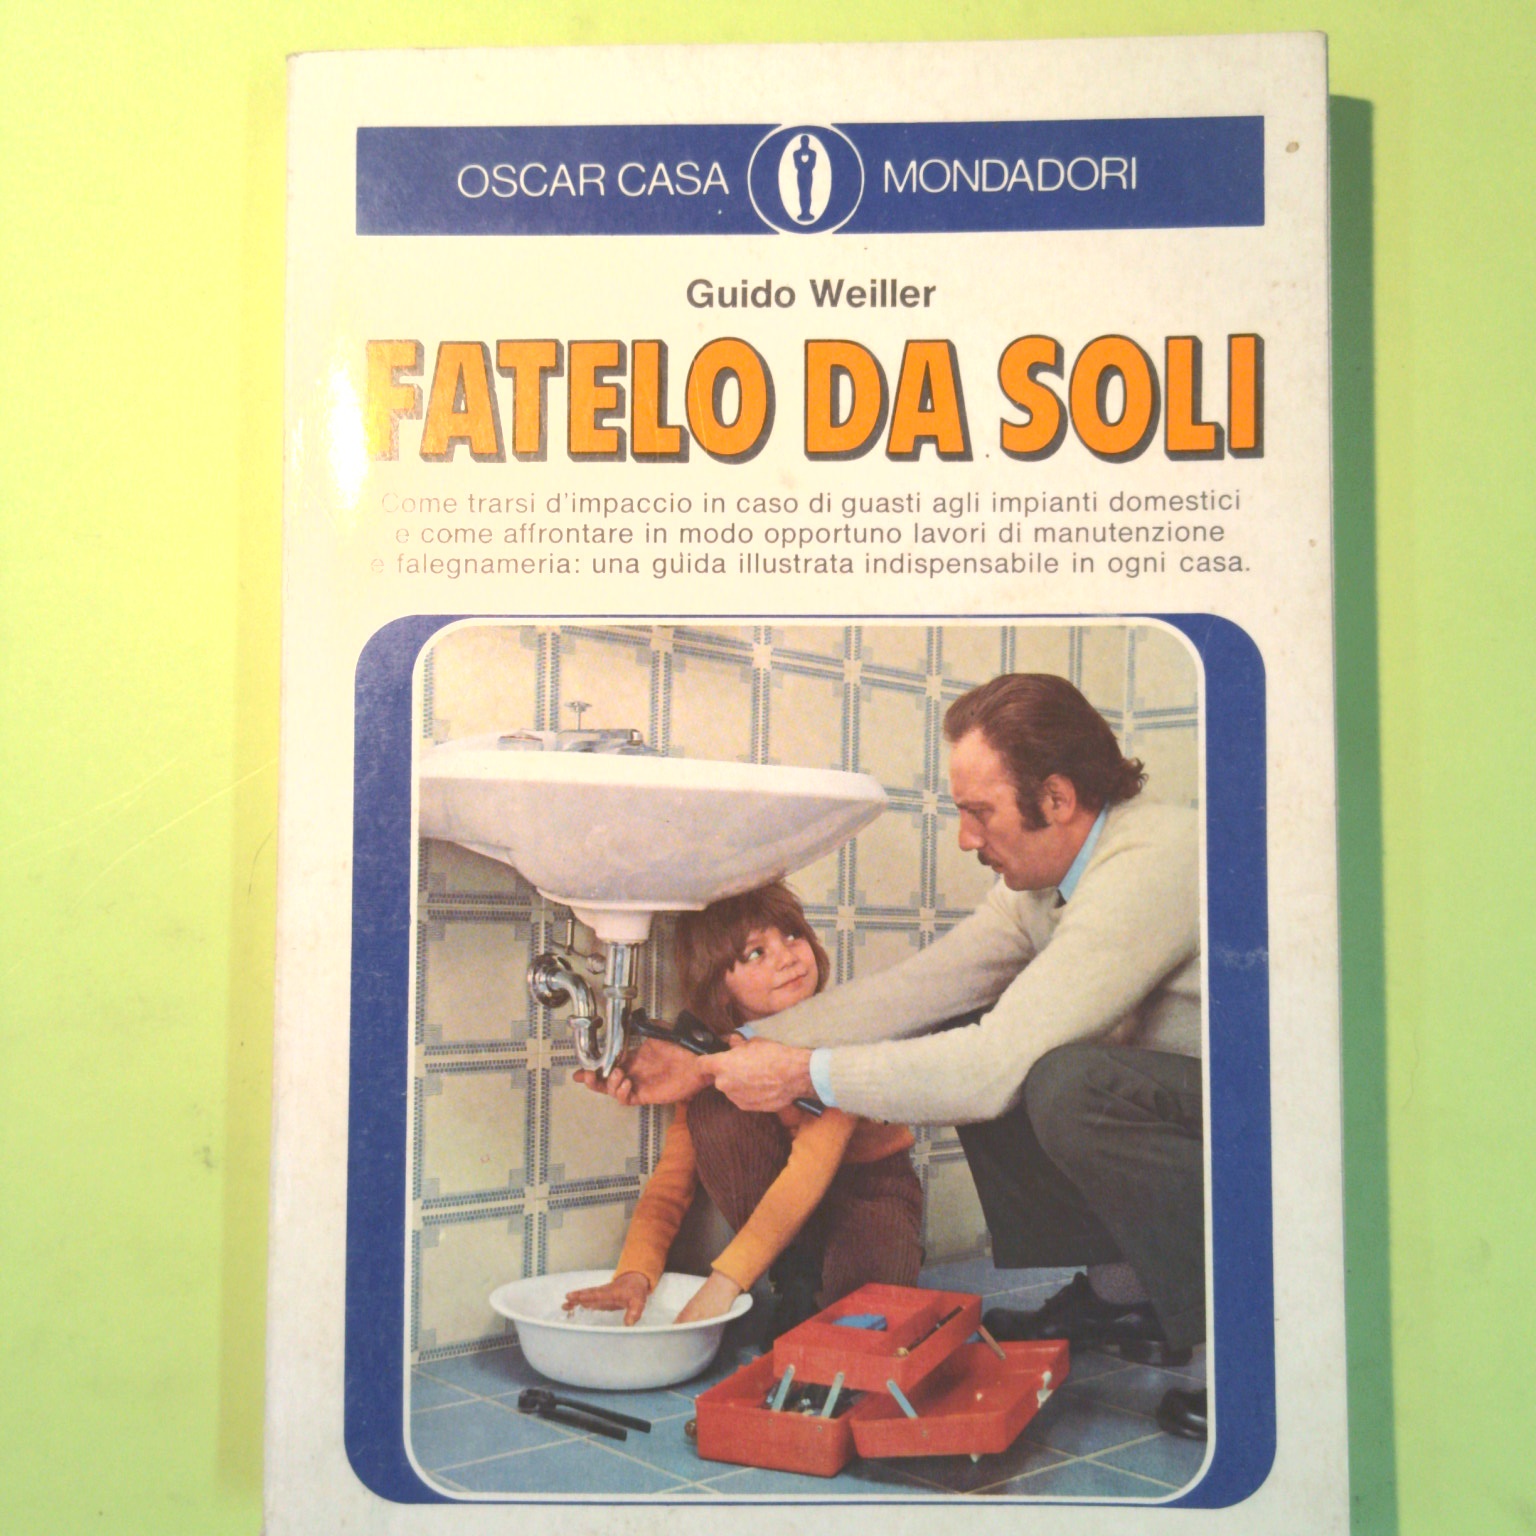 OSCAR CASA MONDADORI
Guido Weiller
FATELO DA SOLI
Come trarsi d'impaccio in caso di guasti agli impianti domestici
e come affrontare in modo opportuno lavori di manutenzione
e falegnameria: una guida illustrata indispensabile in ogni casa.